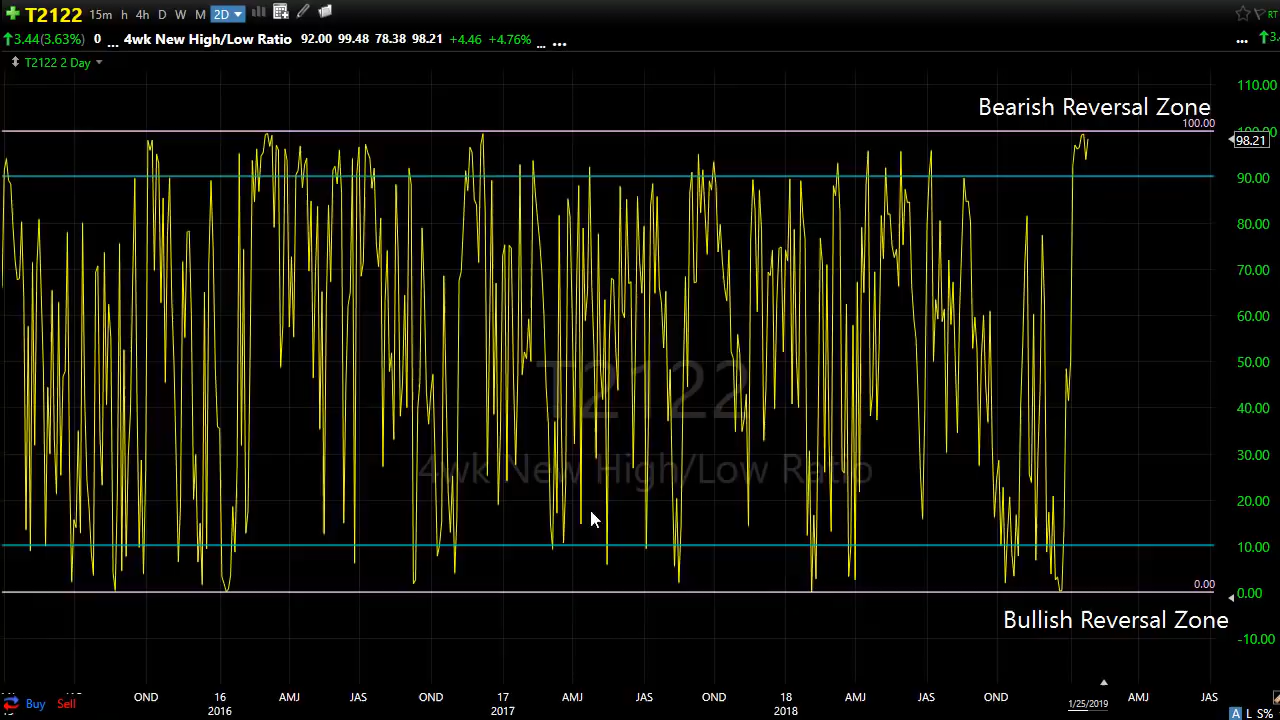 T2122 15m h 4h D W M 2D RT
3.44(3.63%) 0 ... 4wk New High/Low Ratio 92.00 99.48 78.38 98.21 +4.46 +4.76% ... ... ...
T2122 2 Day
110.00
Bearish Reversal Zone
100.00
98.21
90.00
80.00
70.00
60.00
50.00
T2122
40.00
4wk New High/Low Ratio
30.00
20.00
10.00
0.00
0.00
Bullish Reversal Zone
-10.00
OND 16 AMJ JAS OND 17 AMJ JAS OND 18 AMJ JAS OND 1/25/2019 AMJ JAS
Buy Sell
2016 2017 2018
A L S%